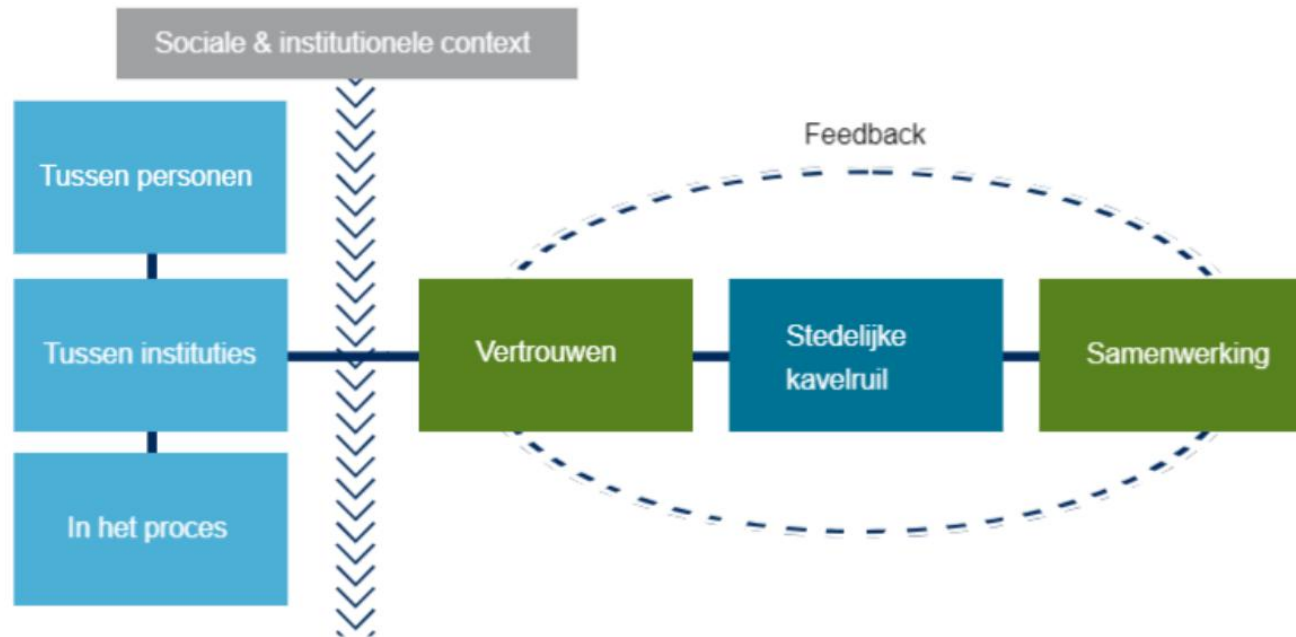 Sociale & institutionele context
Tussen personen
Tussen instituties
In het proces
Feedback
Vertrouwen
Stedelijke
kavelruil
Samenwerking